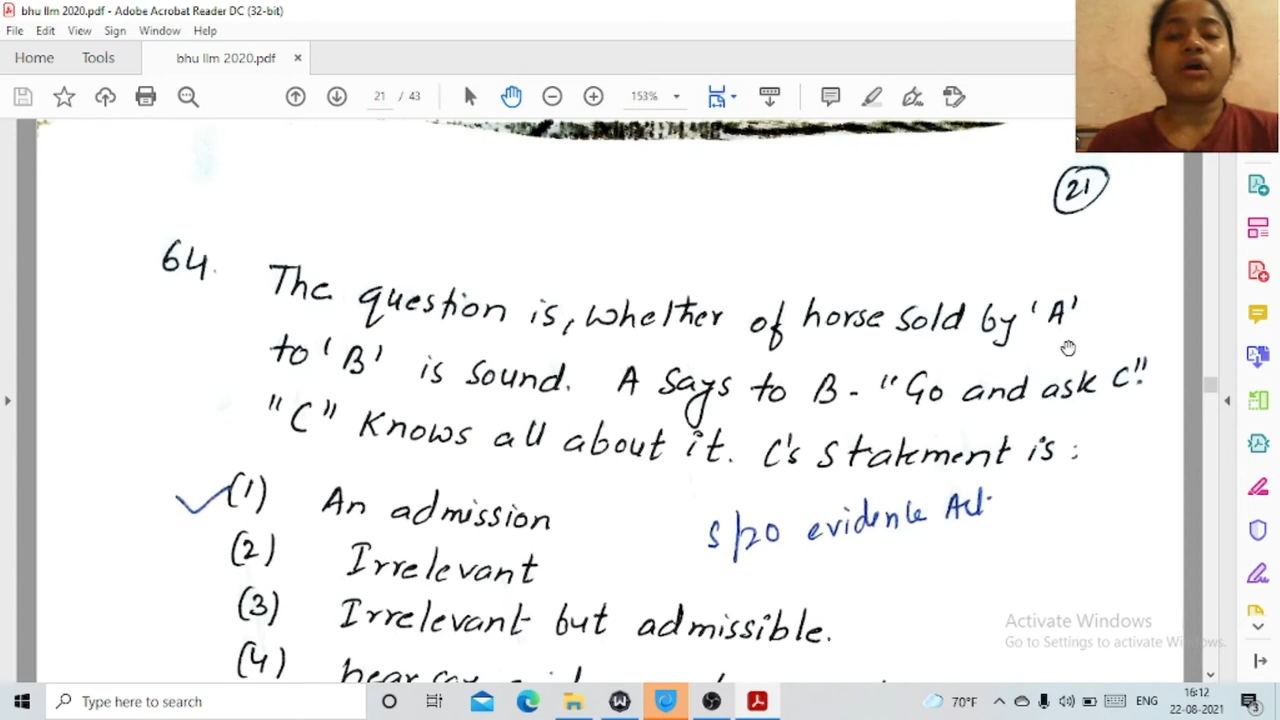 bhu llm 2020.pdf - Adobe Acrobat Reader DC (32-bit)
File Edit View Sign Window Help
Home Tools bhu llm 2020.pdf ×
21 / 43 153%
21
64. The question is, whether of horse sold by 'A'
to 'B' is sound. A says to B - "Go and ask C".
"C" Knows all about it. C's statement is :
(1) An admission
S/20 evidence Act
(2) Irrelevant
(3) Irrelevant but admissible.
(4)
Activate Windows
Go to Settings to activate Windows.
Type here to search
70°F ENG 16:12
22-08-2021
3